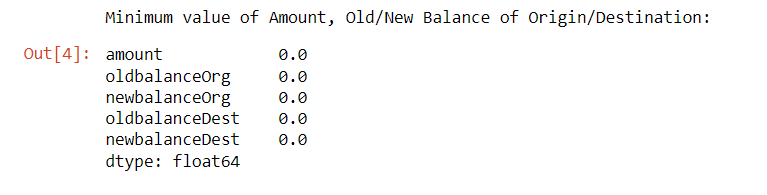 Minimum value of Amount, Old/New Balance of Origin/Destination:
Out[4]: amount 0.0
oldbalanceOrg 0.0
newbalanceOrg 0.0
oldbalanceDest 0.0
newbalanceDest 0.0
dtype: float64